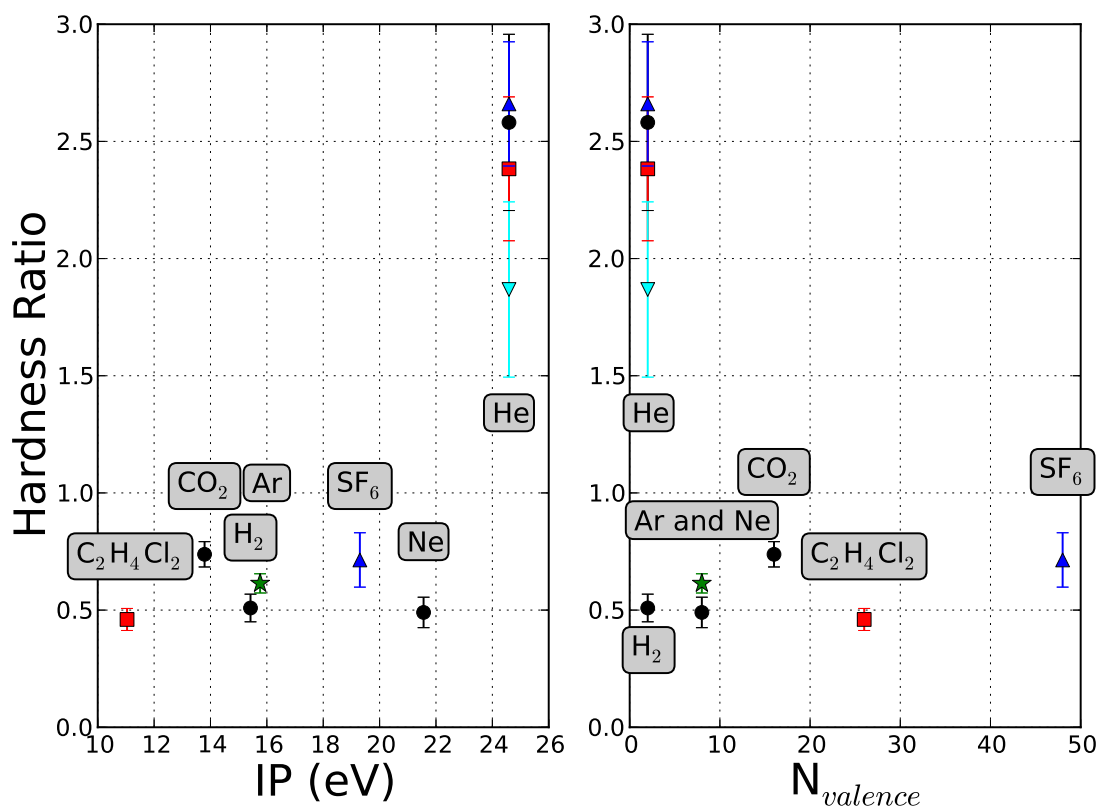 Hardness Ratio
3.0
2.5
2.0
1.5
1.0
0.5
0.0
10 12 14 16 18 20 22 24 26
IP (eV)
He
CO₂
Ar
SF₆
H₂
Ne
C₂H₄Cl₂
3.0
2.5
2.0
1.5
1.0
0.5
0.0
0 10 20 30 40 50
N_valence
He
CO₂
SF₆
Ar and Ne
C₂H₄Cl₂
H₂